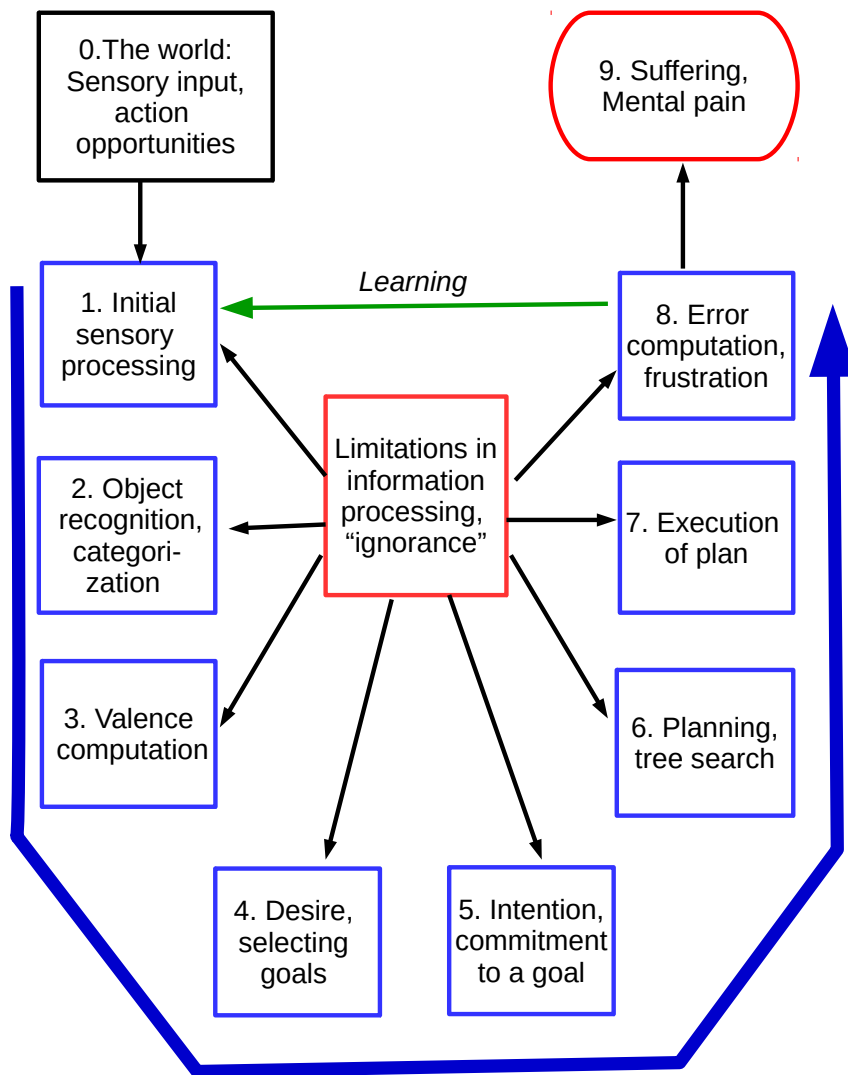 0.The world:
Sensory input,
action
opportunities
9. Suffering,
Mental pain
Learning
1. Initial
sensory
processing
8. Error
computation,
frustration
Limitations in
information
processing,
“ignorance”
2. Object
recognition,
categori-
zation
7. Execution
of plan
3. Valence
computation
6. Planning,
tree search
4. Desire,
selecting
goals
5. Intention,
commitment
to a goal